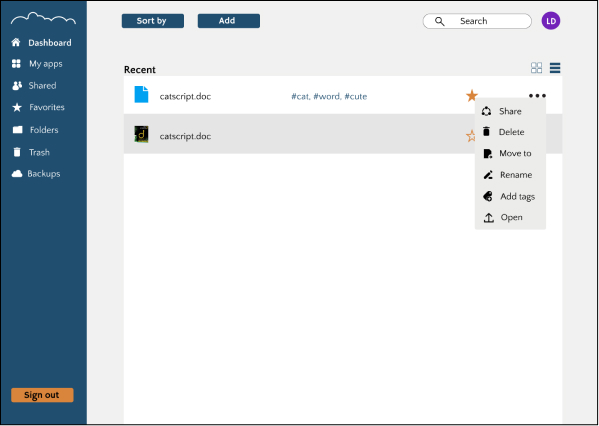 Sort by
Add
Search
LD
Dashboard
My apps
Shared
Favorites
Folders
Trash
Backups
Sign out
Recent
catscript.doc
#cat, #word, #cute
catscript.doc
Share
Delete
Move to
Rename
Add tags
Open